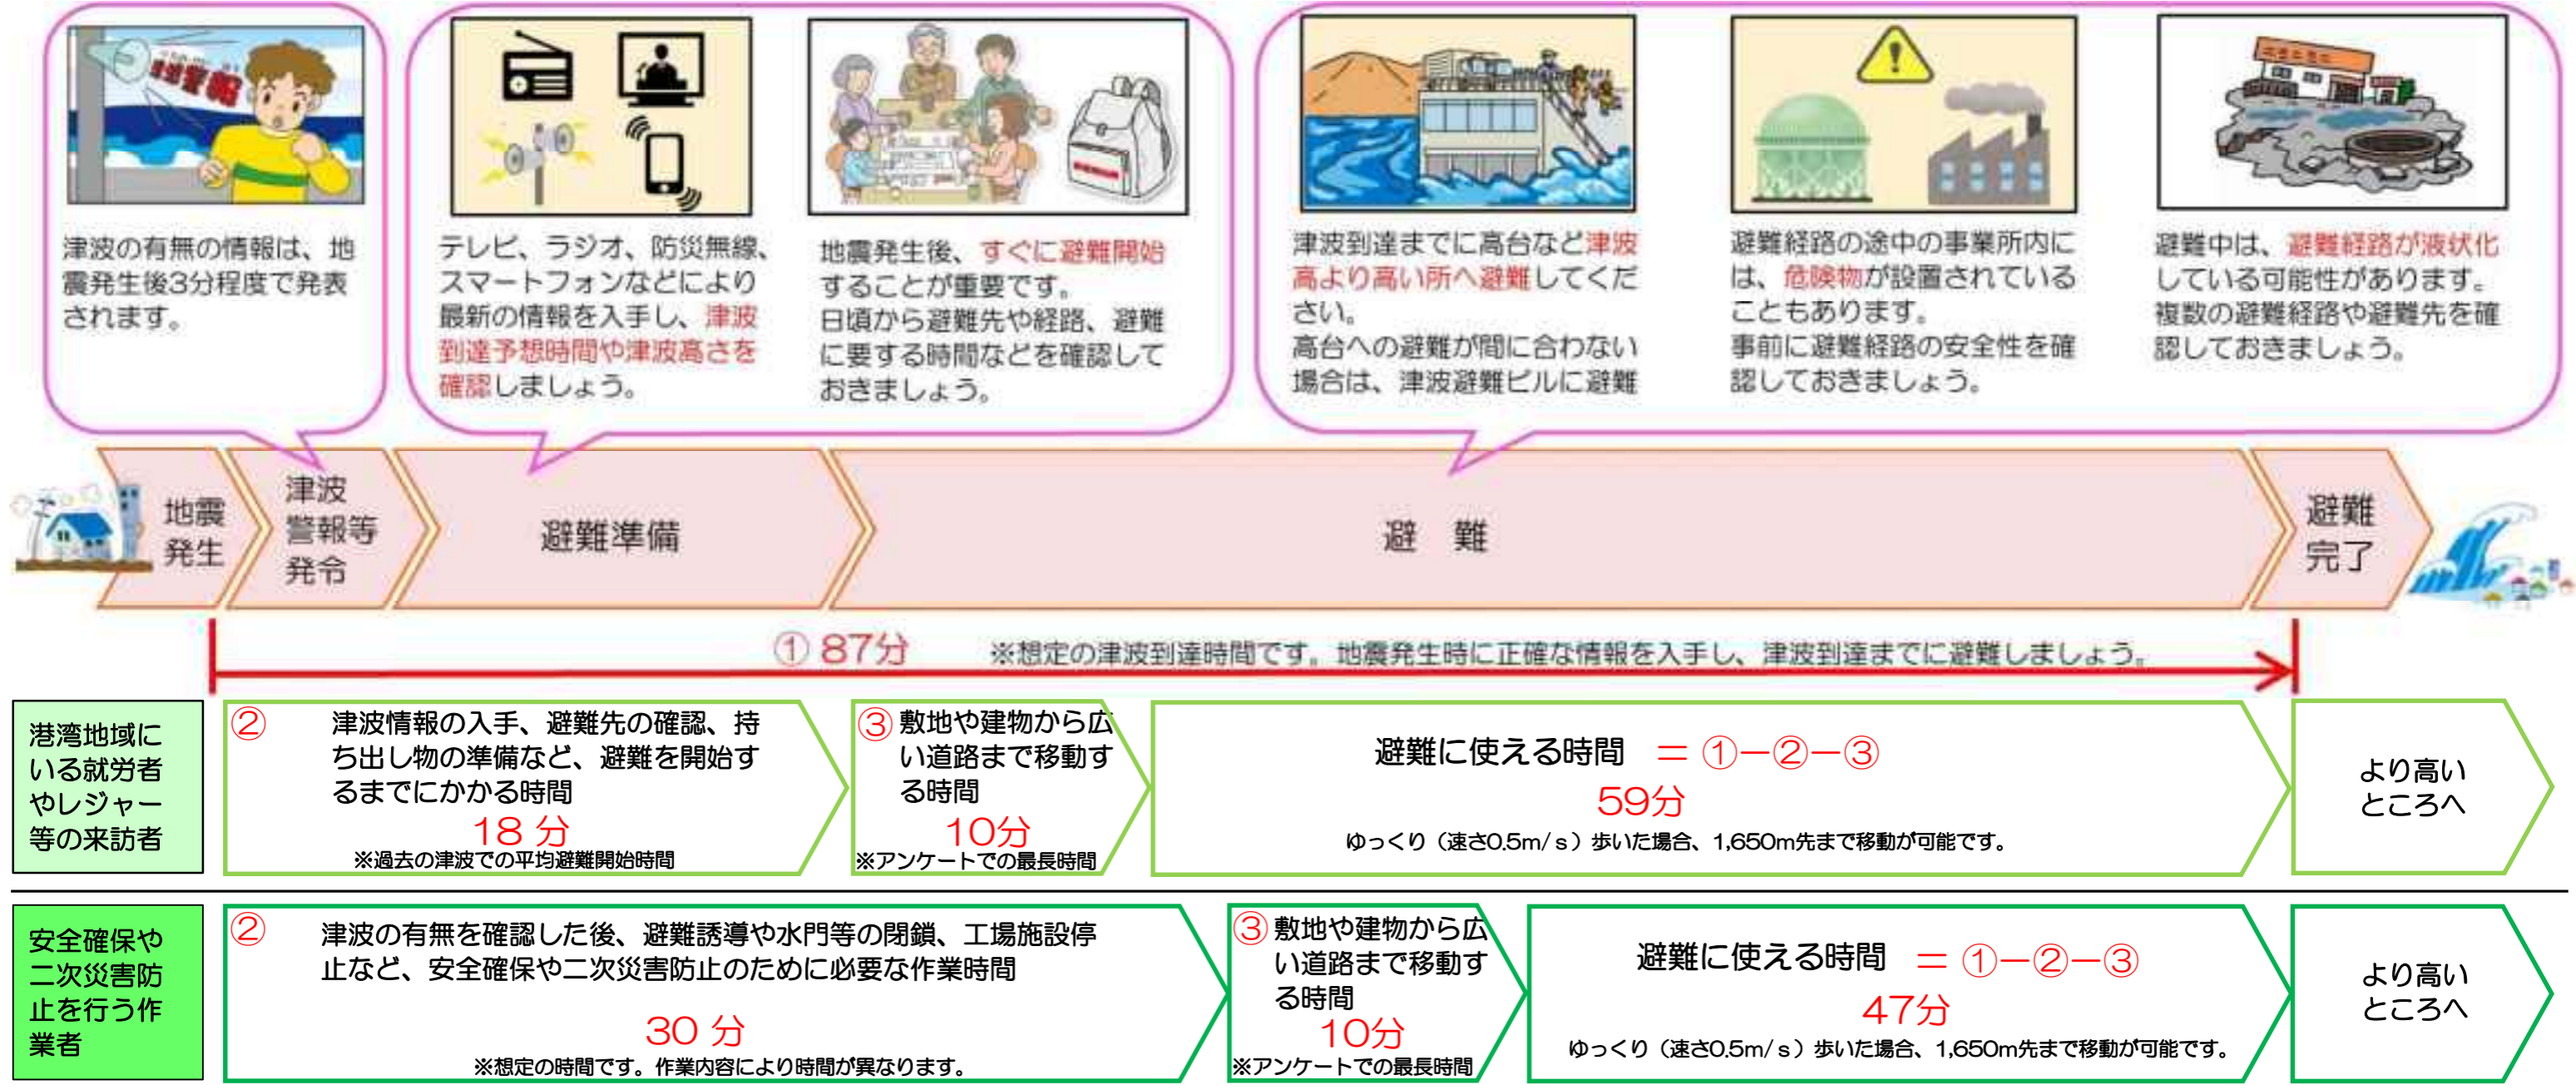 津波の有無の情報は、地
震発生後3分程度で発表
されます。
テレビ、ラジオ、防災無線、
スマートフォンなどにより
最新の情報を入手し、津波
到達予想時間や津波高さを
確認しましょう。
地震発生後、すぐに避難開始
することが重要です。
日頃から避難先や経路、避難
に要する時間などを確認して
おきましょう。
津波到達までに高台など津波
高より高い所へ避難してくだ
さい。
高台への避難が間に合わない
場合は、津波避難ビルに避難
避難経路の途中の事業所内に
は、危険物が設置されている
こともあります。
事前に避難経路の安全性を確
認しておきましょう。
避難中は、避難経路が液状化
している可能性があります。
複数の避難経路や避難先を確
認しておきましょう。
地震
発生
津波
警報等
発令
避難準備
避 難
避難
完了
① 87分 ※想定の津波到達時間です。地震発生時に正確な情報を入手し、津波到達までに避難しましょう。
港湾地域に
いる就労者
やレジャー
等の来訪者
② 津波情報の入手、避難先の確認、持
ち出し物の準備など、避難を開始す
るまでにかかる時間
18 分
※過去の津波での平均避難開始時間
③ 敷地や建物から広
い道路まで移動す
る時間
10分
※アンケートでの最長時間
避難に使える時間 = ①－②－③
59分
ゆっくり（速さ0.5m/s）歩いた場合、1,650m先まで移動が可能です。
より高い
ところへ
安全確保や
二次災害防
止を行う作
業者
② 津波の有無を確認した後、避難誘導や水門等の閉鎖、工場施設停
止など、安全確保や二次災害防止のために必要な作業時間
30 分
※想定の時間です。作業内容により時間が異なります。
③ 敷地や建物から広
い道路まで移動す
る時間
10分
※アンケートでの最長時間
避難に使える時間 = ①－②－③
47分
ゆっくり（速さ0.5m/s）歩いた場合、1,650m先まで移動が可能です。
より高い
ところへ